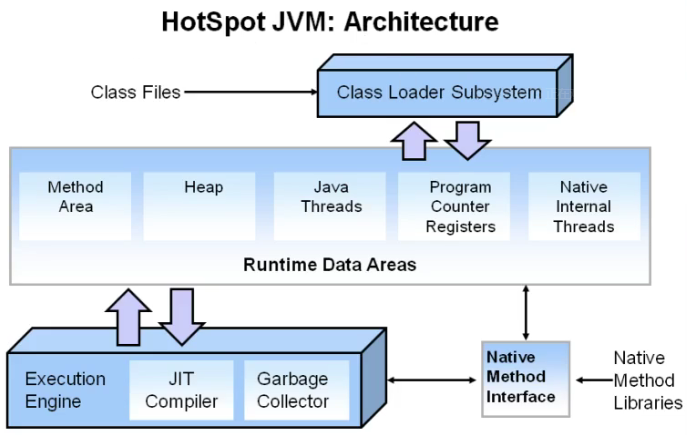 HotSpot JVM: Architecture
Class Files
Class Loader Subsystem
Method
Area
Heap
Java
Threads
Program
Counter
Registers
Native
Internal
Threads
Runtime Data Areas
Execution
Engine
JIT
Compiler
Garbage
Collector
Native
Method
Interface
Native
Method
Libraries